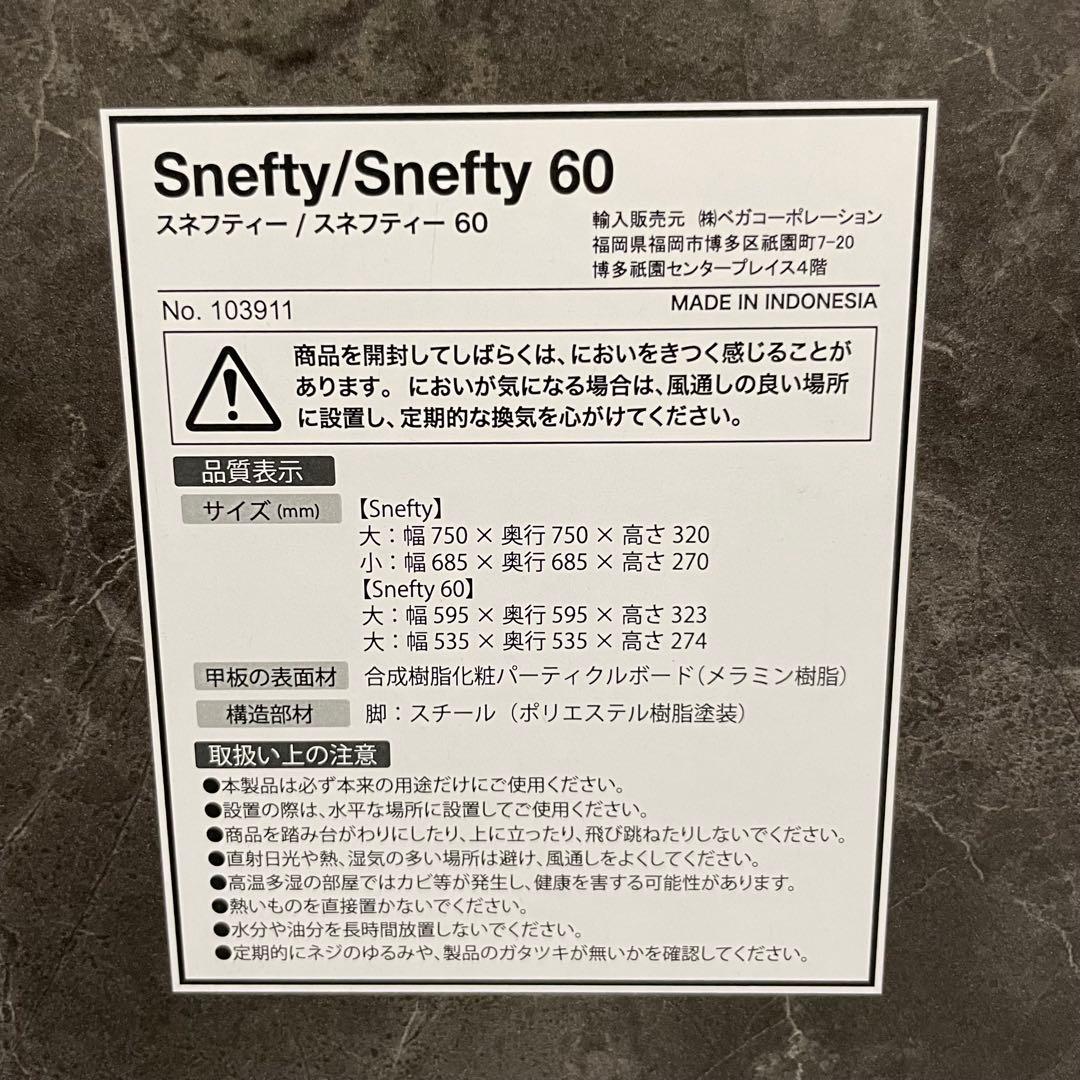 Snefty/Snefty 60
スネフティー / スネフティー 60
輸入販売元 ㈱ベガコーポレーション
福岡県福岡市博多区祇園町7-20
博多祇園センタープレイス4階
No. 103911
MADE IN INDONESIA
商品を開封してしばらくは、においをきつく感じることが
あります。においが気になる場合は、風通しの良い場所
に設置し、定期的な換気を心がけてください。
品質表示
サイズ (mm)
【Snefty】
大：幅 750 × 奥行 750 × 高さ 320
小：幅 685 × 奥行 685 × 高さ 270
【Snefty 60】
大：幅 595 × 奥行 595 × 高さ 323
大：幅 535 × 奥行 535 × 高さ 274
甲板の表面材 合成樹脂化粧パーティクルボード（メラミン樹脂）
構造部材 脚：スチール（ポリエステル樹脂塗装）
取扱い上の注意
●本製品は必ず本来の用途だけにご使用ください。
●設置の際は、水平な場所に設置してご使用ください。
●商品を踏み台がわりにしたり、上に立ったり、飛び跳ねたりしないでください。
●直射日光や熱、湿気の多い場所は避け、風通しをよくしてください。
●高温多湿の部屋ではカビ等が発生し、健康を害する可能性があります。
●熱いものを直接置かないでください。
●水分や油分を長時間放置しないでください。
●定期的にネジのゆるみや、製品のガタツキが無いかを確認してください。